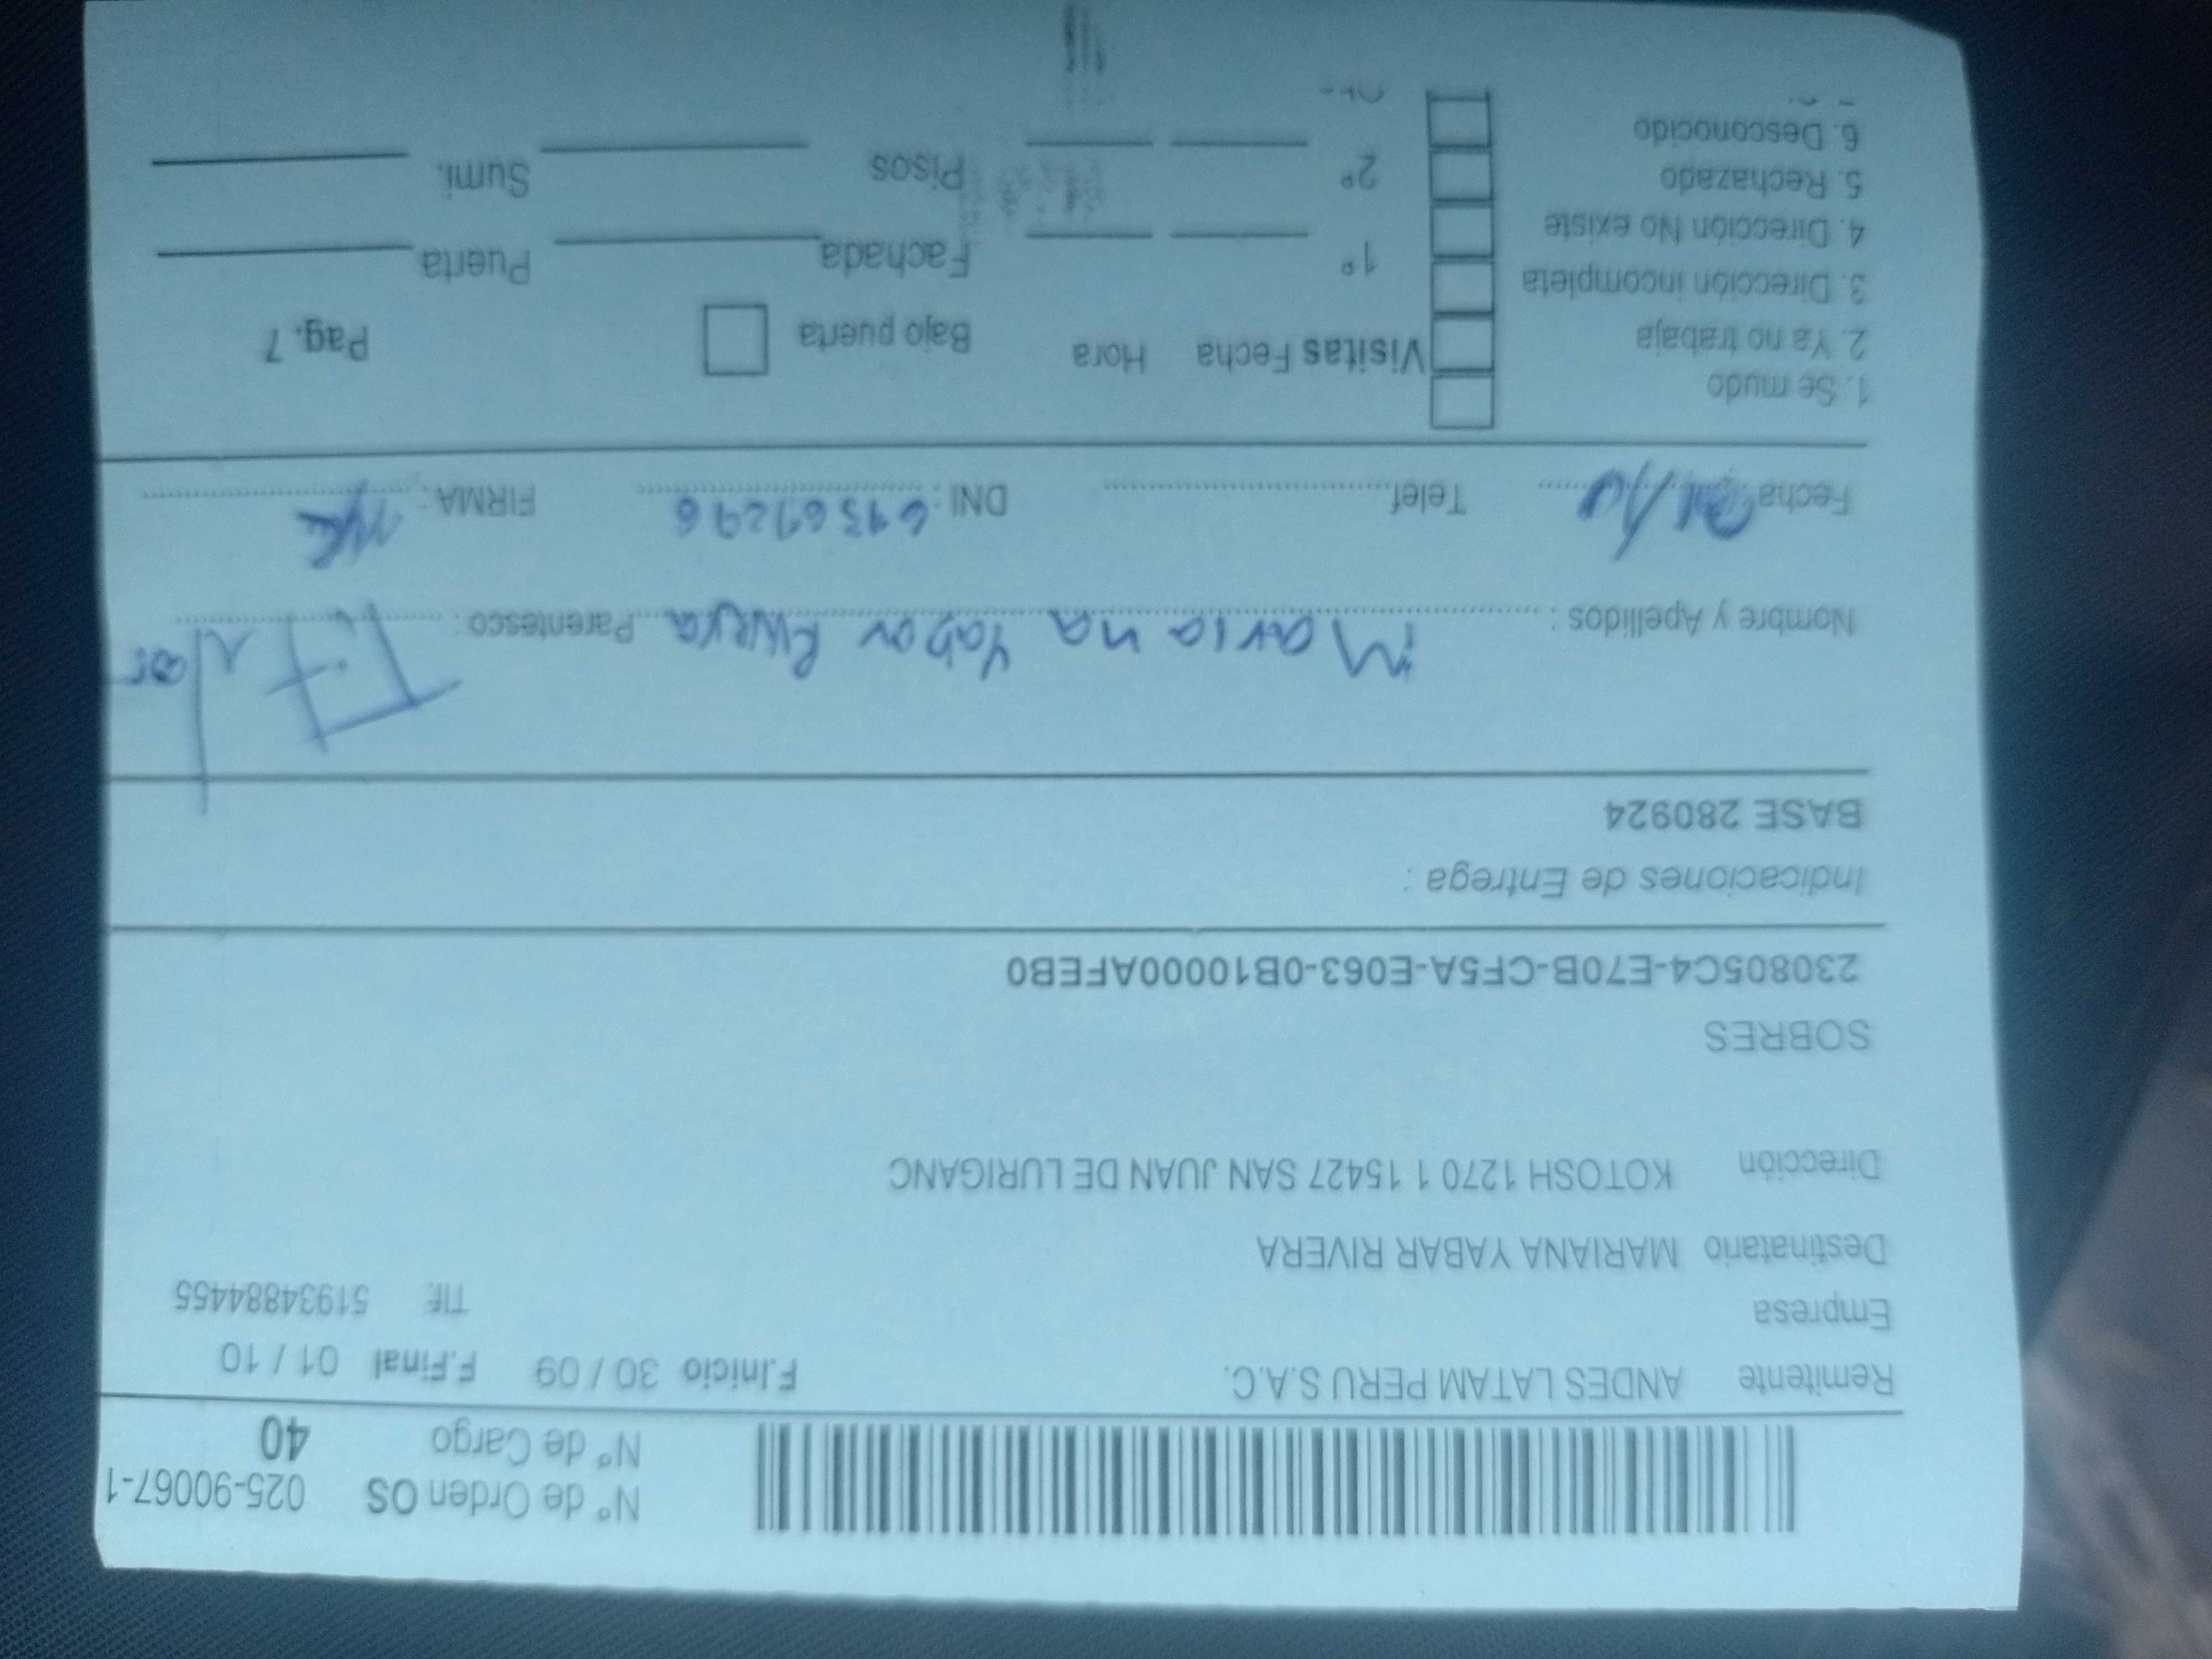 Nº de Orden OS 025-90067-1
Nº de Cargo 40
Remitente ANDES LATAM PERU S.A.C. F.Inicio 30 / 09 F.Final 01 / 10
Empresa Tlf. 51934884455
Destinatario MARIANA YABAR RIVERA
Dirección KOTOSH 1270 1 15427 SAN JUAN DE LURIGANC
SOBRES
230805C4-E70B-CF5A-E063-0B10000AFEB0
Indicaciones de Entrega :
BASE 280924
Nombre y Apellidos : Mariana Yabar Rivera Parentesco : Titular
Fecha Telef. DNI : FIRMA :
1. Se mudo
2. Ya no trabaja
3. Dirección incompleta
4. Dirección No existe
5. Rechazado
6. Desconocido
Visitas Fecha Hora Bajo puerta Pag. 7
1º Fachada Puerta
2º Pisos Sumi.